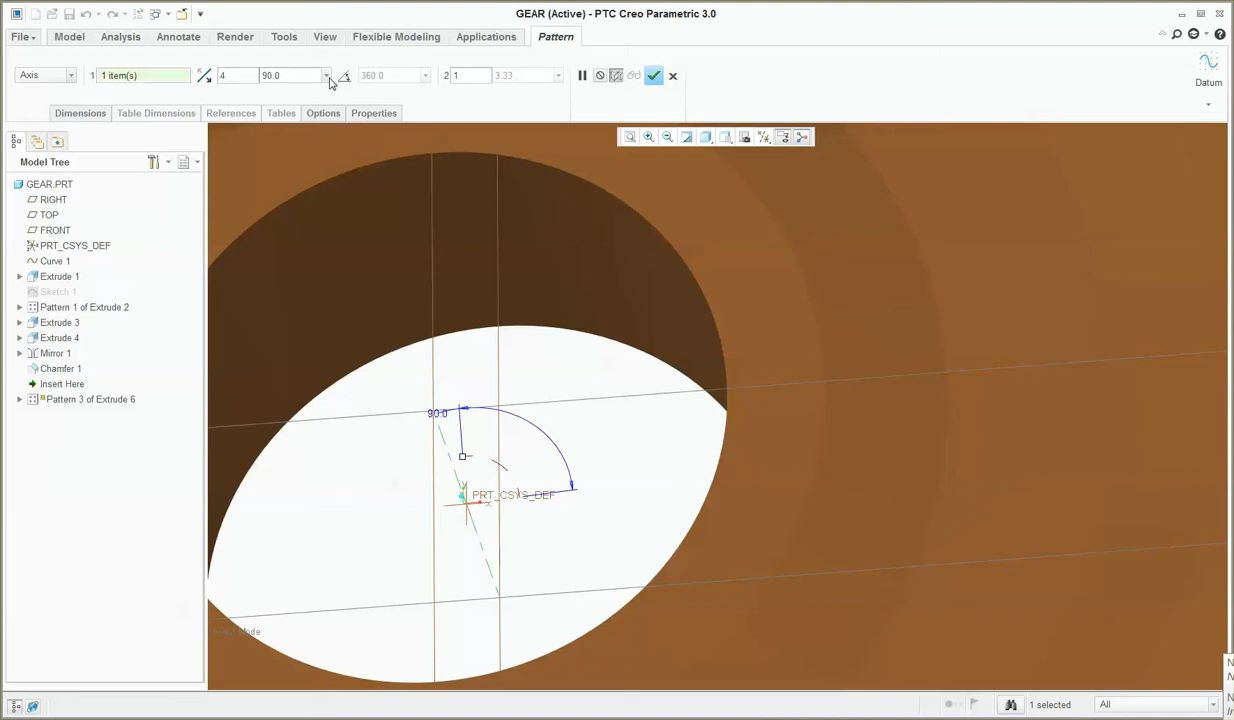 GEAR (Active) - PTC Creo Parametric 3.0
File Model Analysis Annotate Render Tools View Flexible Modeling Applications Pattern
Axis 1 1 item(s) 4 90.0 360.0 2 1 3.33
Datum
Dimensions Table Dimensions References Tables Options Properties
Model Tree
GEAR.PRT
RIGHT
TOP
FRONT
PRT_CSYS_DEF
Curve 1
Extrude 1
Sketch 1
Pattern 1 of Extrude 2
Extrude 3
Extrude 4
Mirror 1
Chamfer 1
Insert Here
Pattern 3 of Extrude 6
90.0
Y
PRT_CSYS_DEF
X
Insert Mode
1 selected All